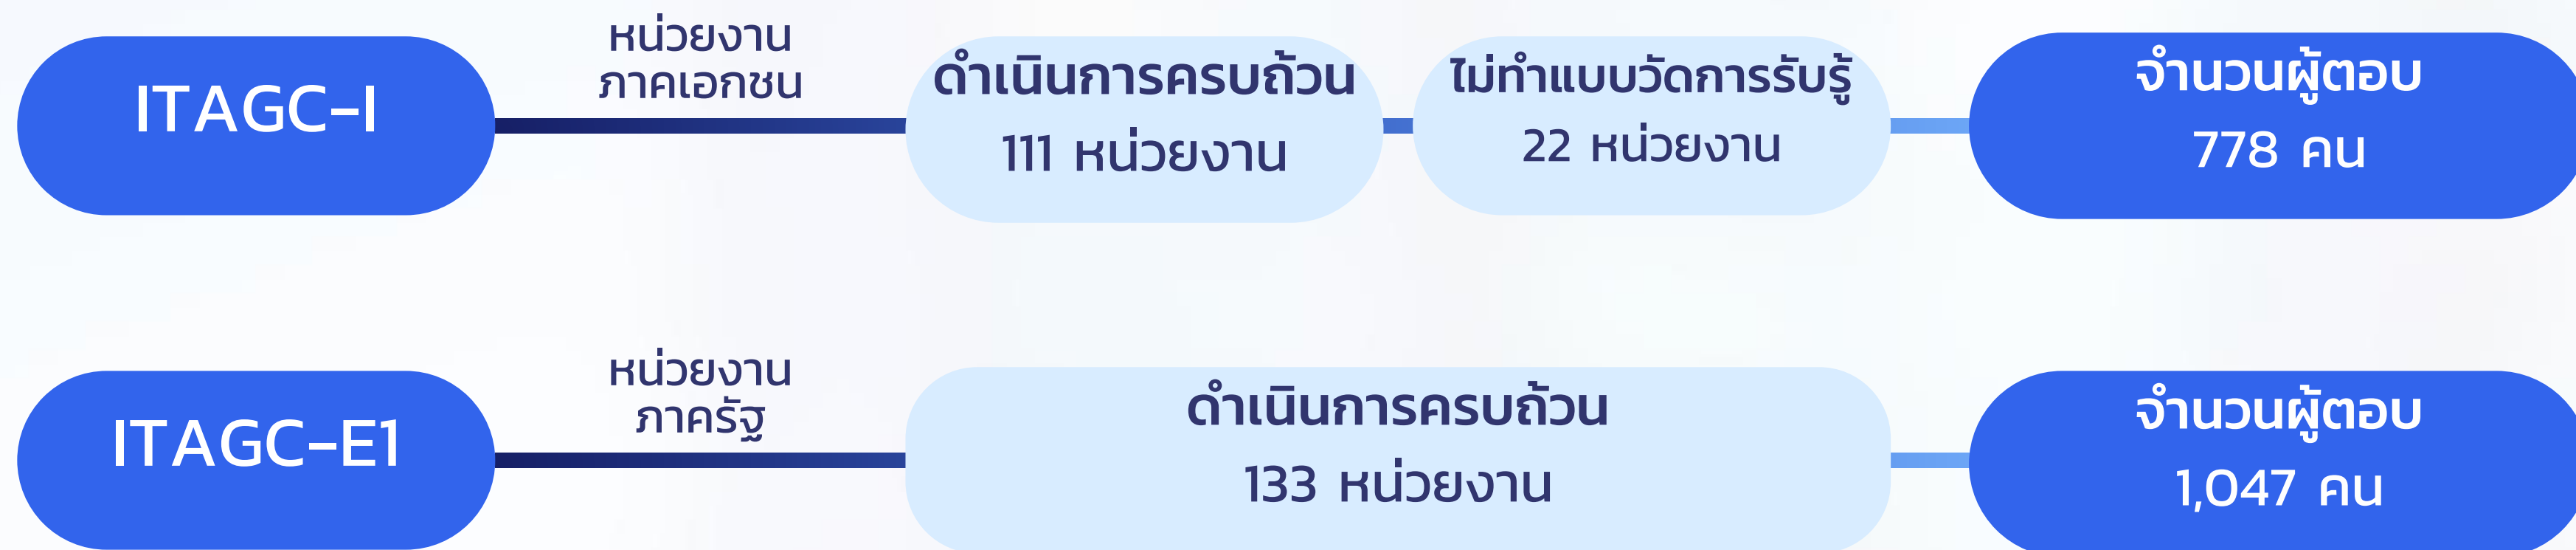 ITAGC-I
หน่วยงาน
ภาคเอกชน
ดำเนินการครบถ้วน
111 หน่วยงาน
ไม่ทำแบบวัดการรับรู้
22 หน่วยงาน
จำนวนผู้ตอบ
778 คน
ITAGC-E1
หน่วยงาน
ภาครัฐ
ดำเนินการครบถ้วน
133 หน่วยงาน
จำนวนผู้ตอบ
1,047 คน